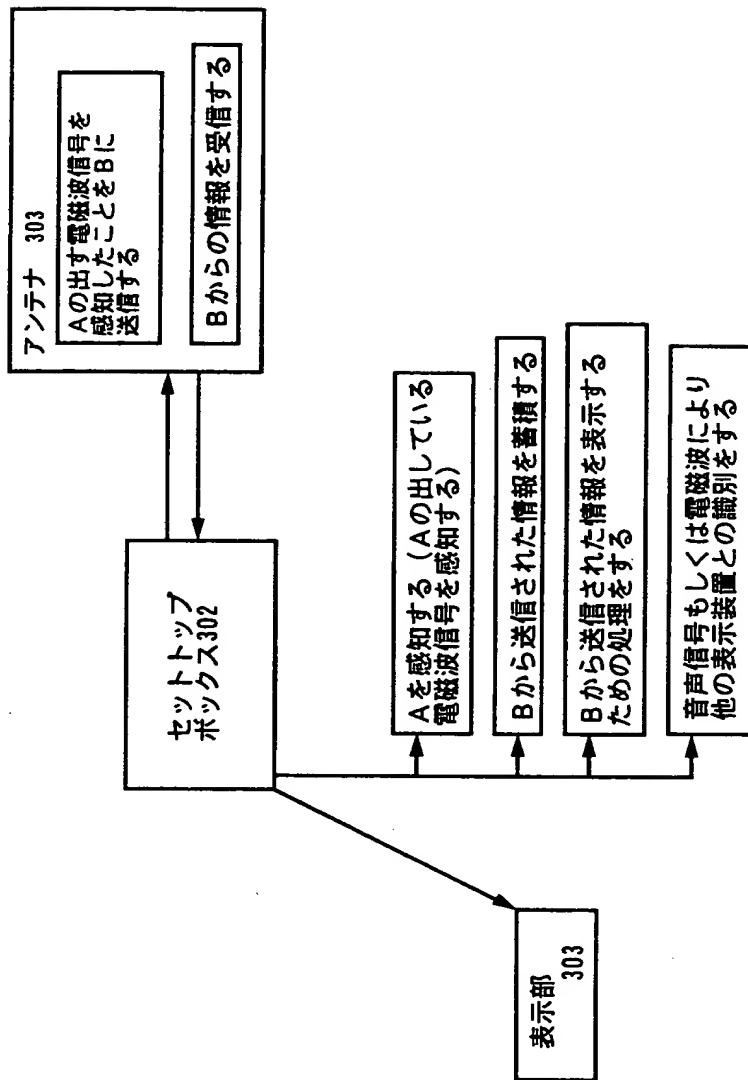 アンテナ 303
Aの出す電磁波信号を
感知したことをBに
送信する
Bからの情報を受信する
セットトップ
ボックス302
Aを感知する(Aの出している
電磁波信号を感知する)
Bから送信された情報を蓄積する
Bから送信された情報を表示する
ための処理をする
音声信号もしくは電磁波により
他の表示装置との識別をする
表示部
303